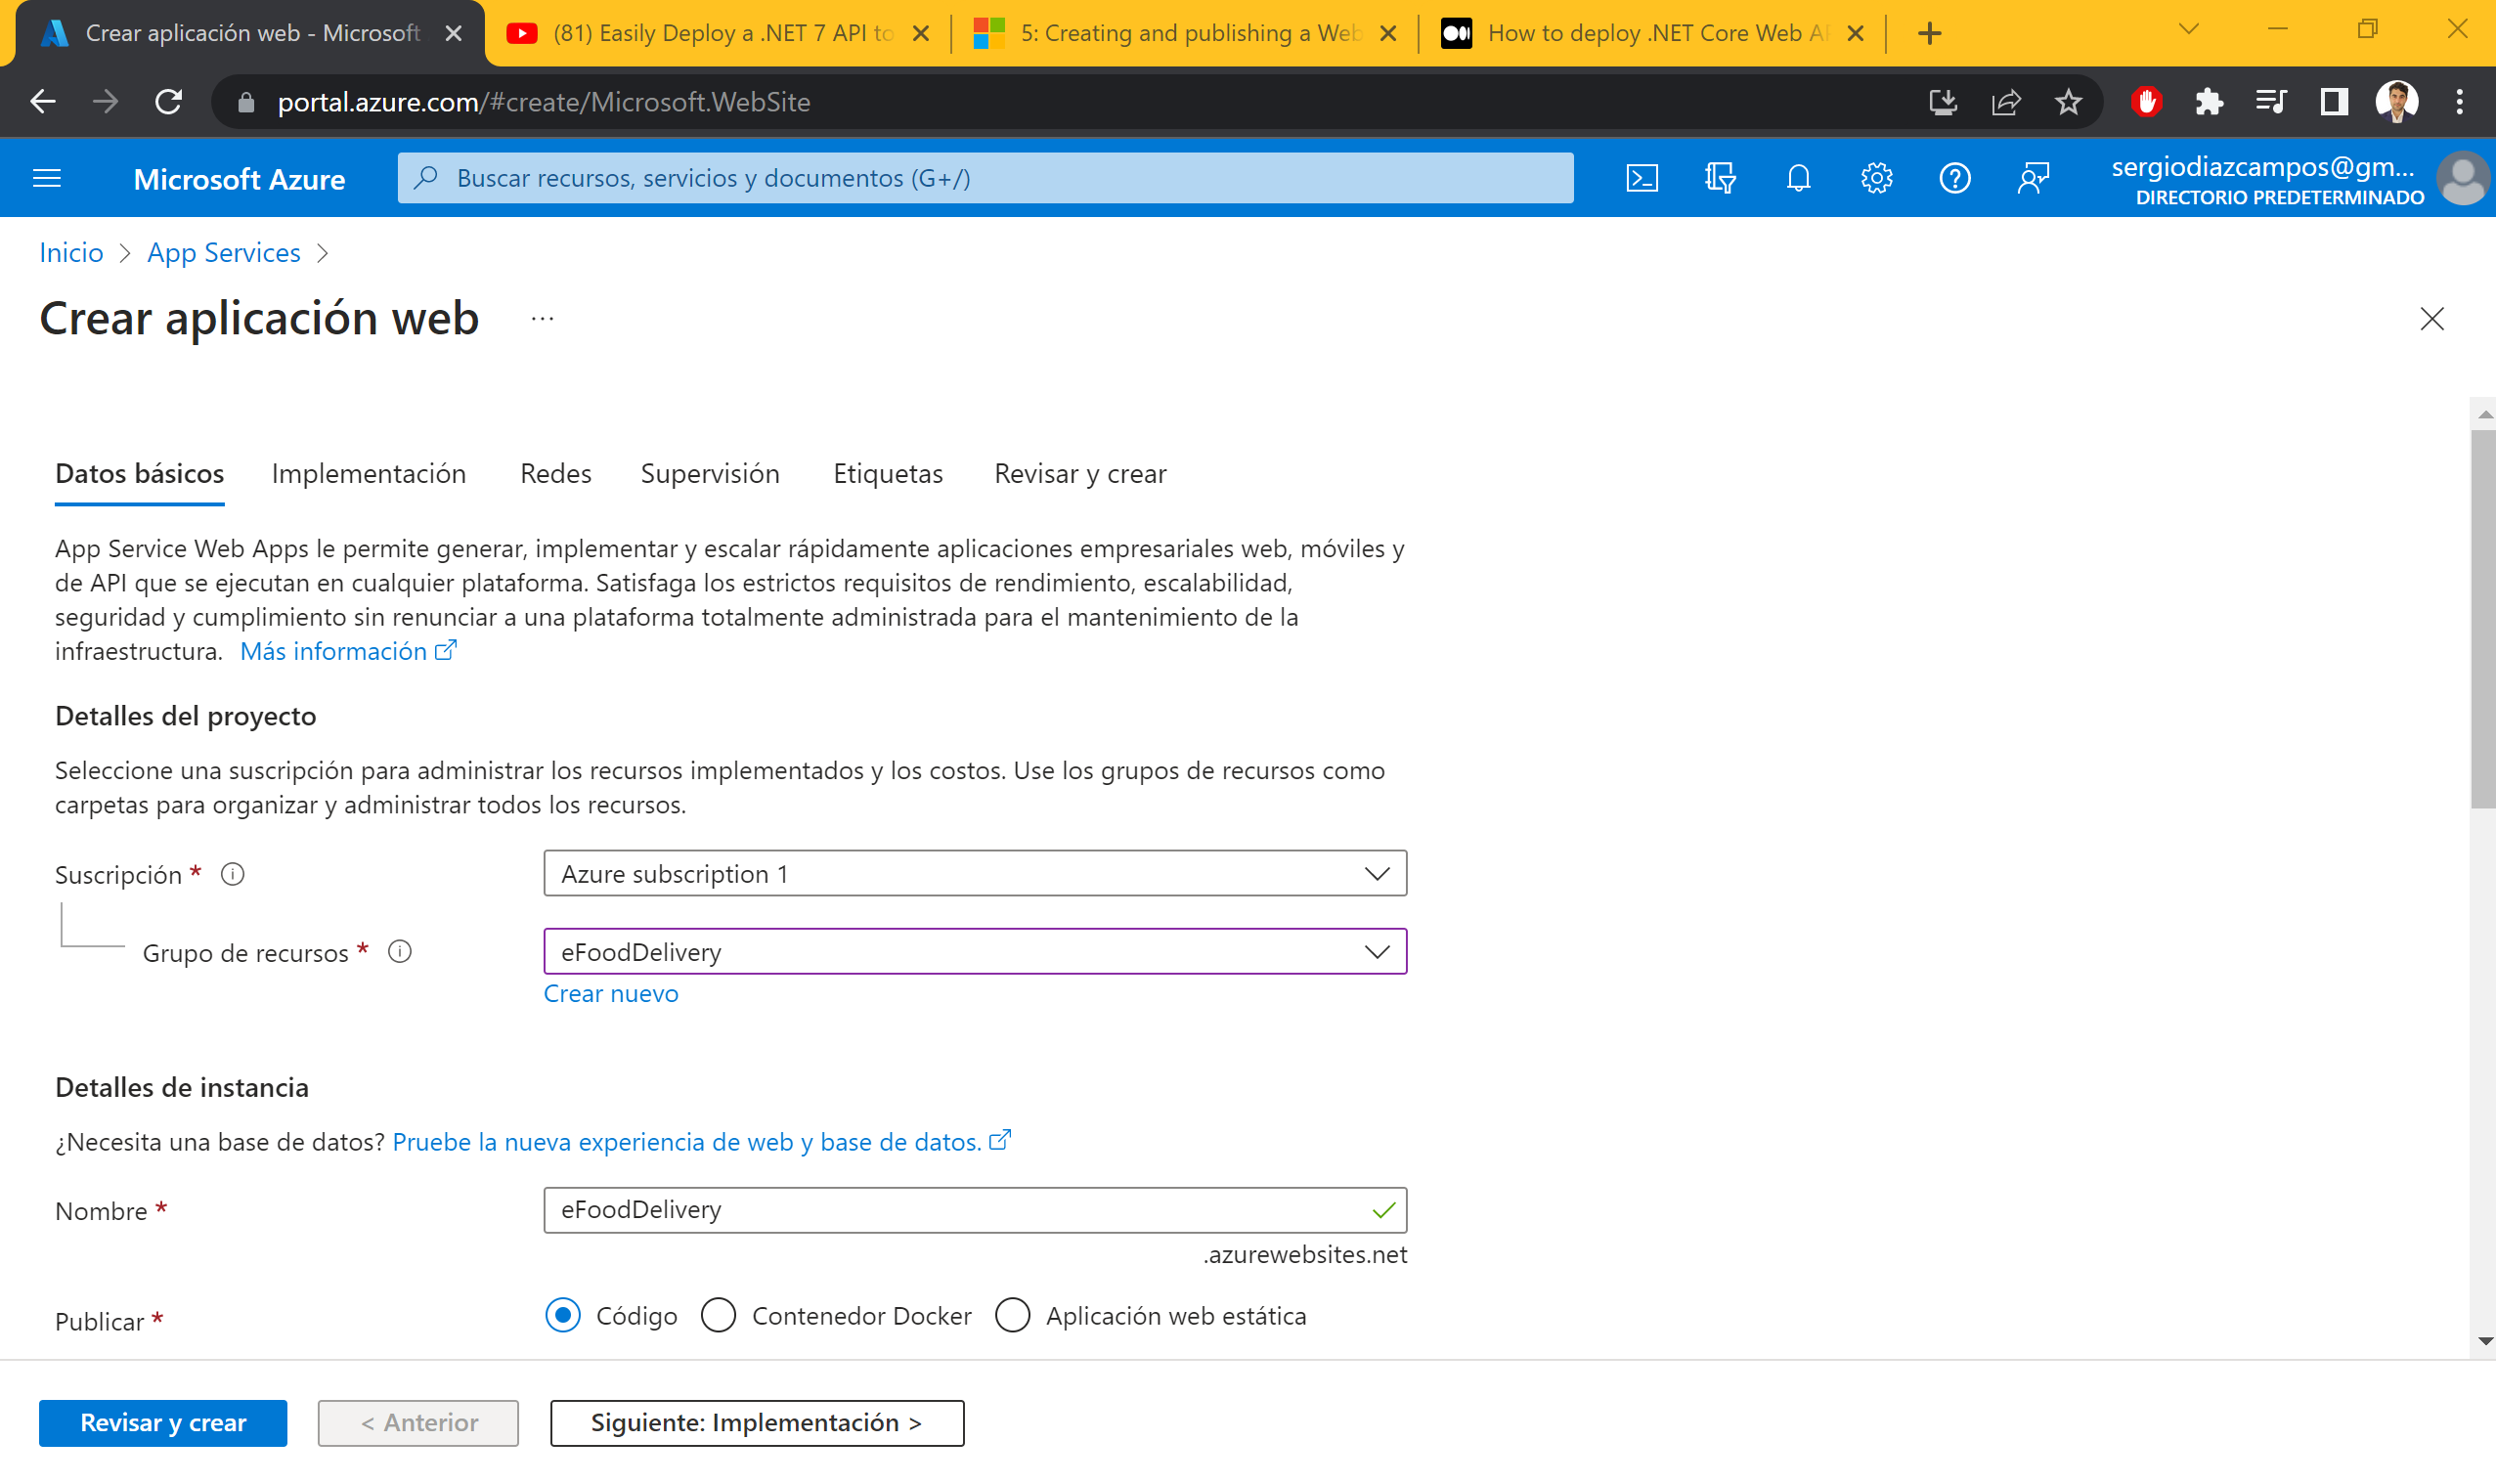 Crear aplicación web - Microsoft
(81) Easily Deploy a .NET 7 API to
5: Creating and publishing a Web
How to deploy .NET Core Web AP
portal.azure.com/#create/Microsoft.WebSite
Microsoft Azure
Buscar recursos, servicios y documentos (G+/)
sergiodiazcampos@gm...
DIRECTORIO PREDETERMINADO
Inicio > App Services >
Crear aplicación web ...
Datos básicos Implementación Redes Supervisión Etiquetas Revisar y crear
App Service Web Apps le permite generar, implementar y escalar rápidamente aplicaciones empresariales web, móviles y
de API que se ejecutan en cualquier plataforma. Satisfaga los estrictos requisitos de rendimiento, escalabilidad,
seguridad y cumplimiento sin renunciar a una plataforma totalmente administrada para el mantenimiento de la
infraestructura. Más información
Detalles del proyecto
Seleccione una suscripción para administrar los recursos implementados y los costos. Use los grupos de recursos como
carpetas para organizar y administrar todos los recursos.
Suscripción * Azure subscription 1
Grupo de recursos * eFoodDelivery
Crear nuevo
Detalles de instancia
¿Necesita una base de datos? Pruebe la nueva experiencia de web y base de datos.
Nombre * eFoodDelivery
.azurewebsites.net
Publicar * Código Contenedor Docker Aplicación web estática
Revisar y crear < Anterior Siguiente: Implementación >